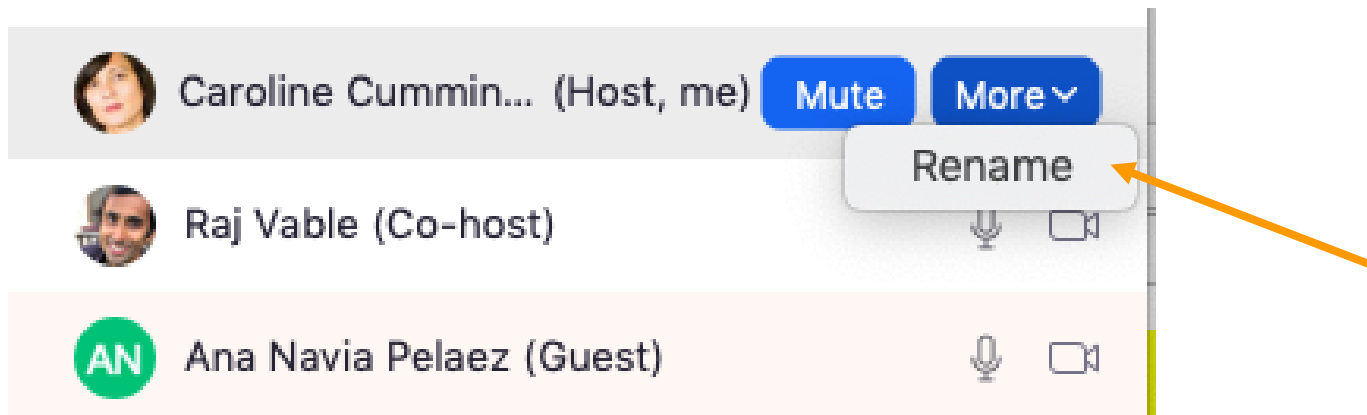 Caroline Cummin... (Host, me) Mute More
Rename
Raj Vable (Co-host)
AN Ana Navia Pelaez (Guest)